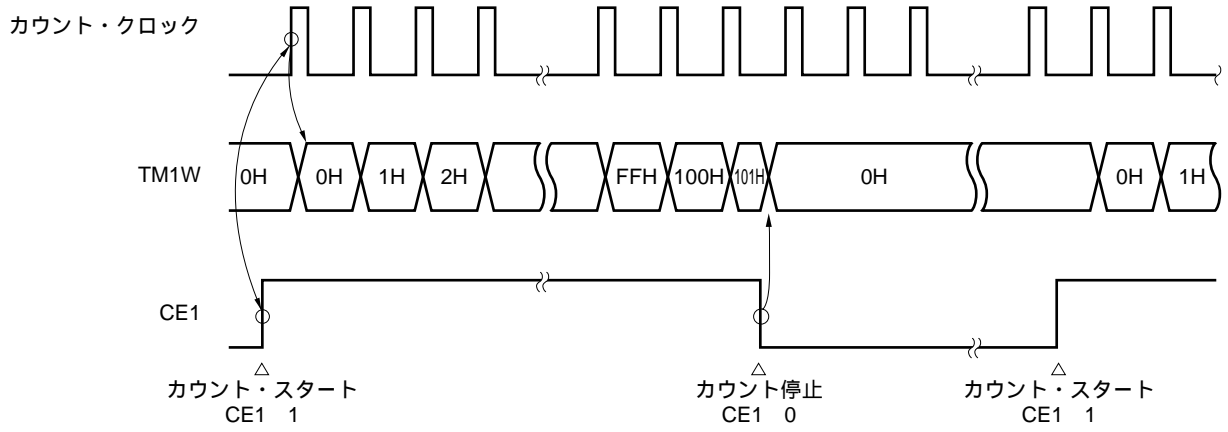 カウント・クロック
TM1W
0H
0H
1H
2H
FFH
100H
101H
0H
0H
1H
CE1
カウント・スタート
CE1 1
カウント停止
CE1 0
カウント・スタート
CE1 1